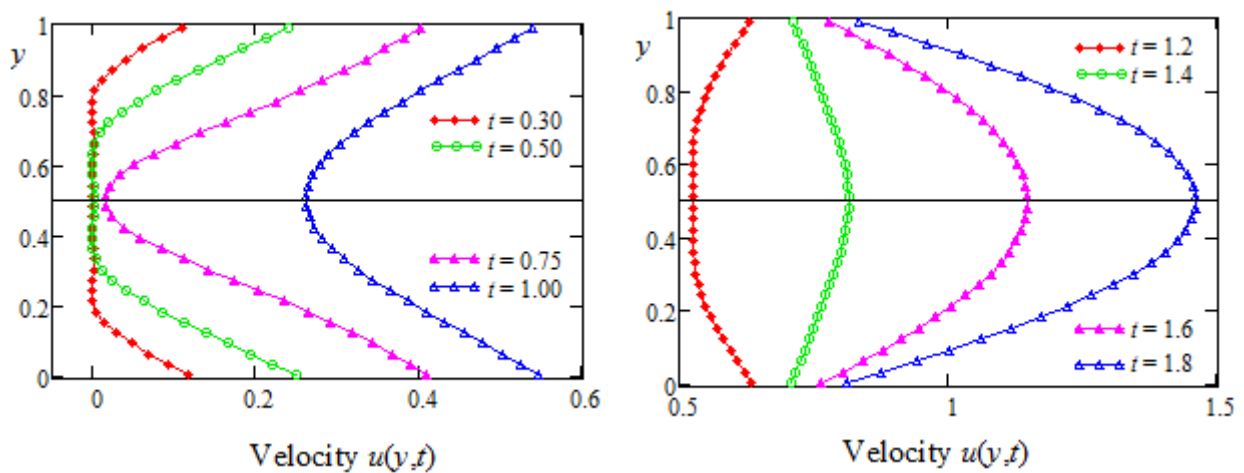 1
y
0.8
t = 0.30
t = 0.50
0.6
0.4
t = 0.75
t = 1.00
0.2
0
0
0.2
0.4
0.6
Velocity u(y,t)
1
y
t = 1.2
t = 1.4
0.8
0.6
0.4
t = 1.6
t = 1.8
0.2
0
0.5
1
1.5
Velocity u(y,t)